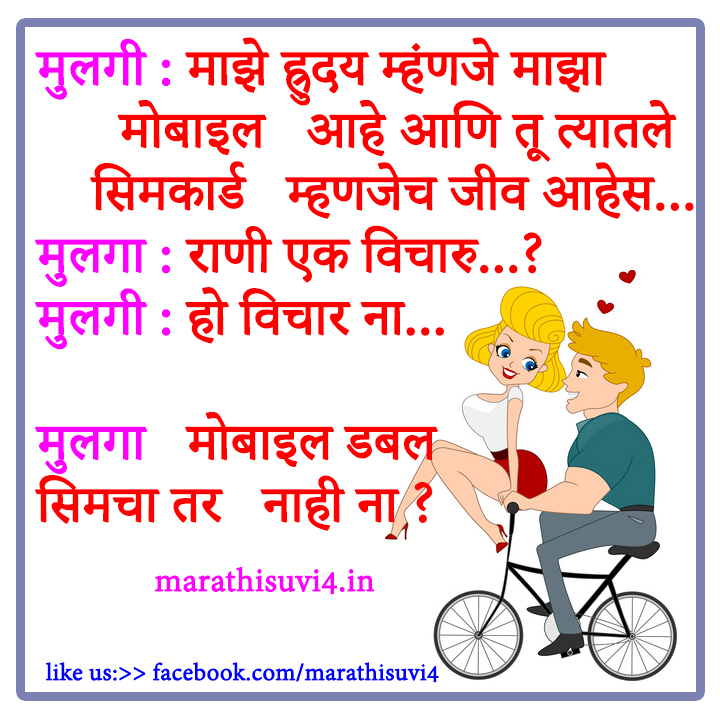 मुलगी : माझे ह्रुदय म्हंणजे माझा
मोबाइल आहे आणि तू त्यातले
सिमकार्ड म्हणजेच जीव आहेस...
मुलगा : राणी एक विचारु...?
मुलगी : हो विचार ना...
मुलगा मोबाइल डबल
सिमचा तर नाही ना ?
marathisuvi4.in
like us:>> facebook.com/marathisuvi4